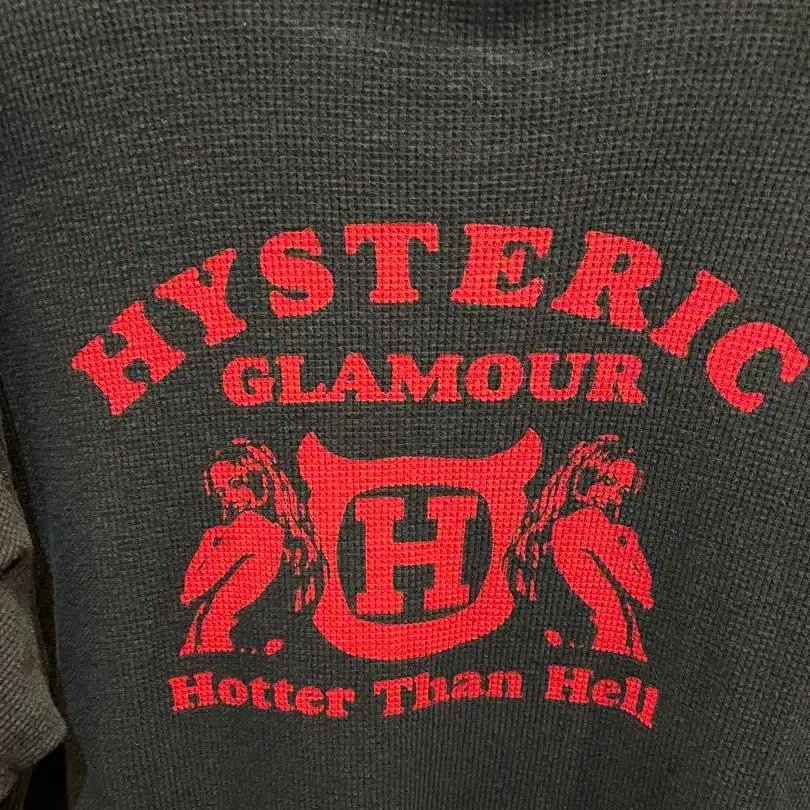 HYSTERIC
GLAMOUR
H
Hotter Than Hell